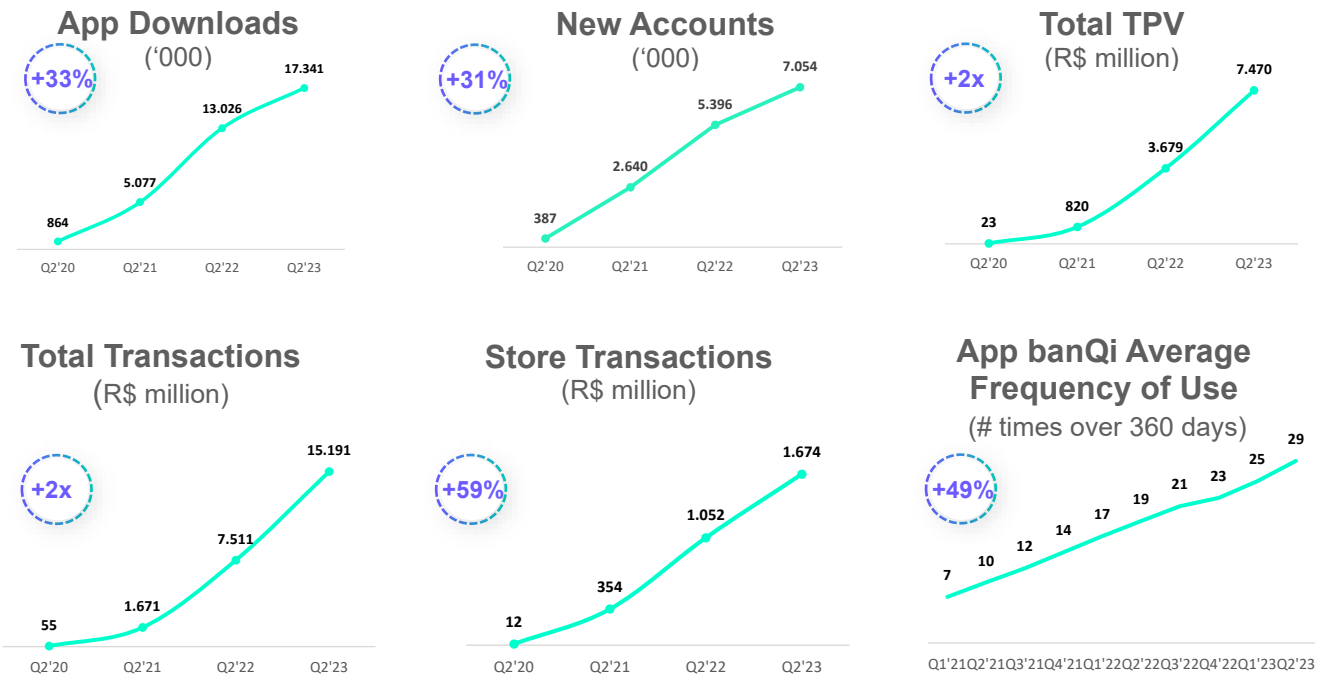 App Downloads
(‘000)
+33%
864
5.077
13.026
17.341
Q2'20 Q2'21 Q2'22 Q2'23
New Accounts
(‘000)
+31%
387
2.640
5.396
7.054
Q2'20 Q2'21 Q2'22 Q2'23
Total TPV
(R$ million)
+2x
23
820
3.679
7.470
Q2'20 Q2'21 Q2'22 Q2'23
Total Transactions
(R$ million)
+2x
55
1.671
7.511
15.191
Q2'20 Q2'21 Q2'22 Q2'23
Store Transactions
(R$ million)
+59%
12
354
1.052
1.674
Q2'20 Q2'21 Q2'22 Q2'23
App banQi Average
Frequency of Use
(# times over 360 days)
+49%
7
10
12
14
17
19
21
23
25
29
Q1'21Q2'21Q3'21Q4'21Q1'22Q2'22Q3'22Q4'22Q1'23Q2'23